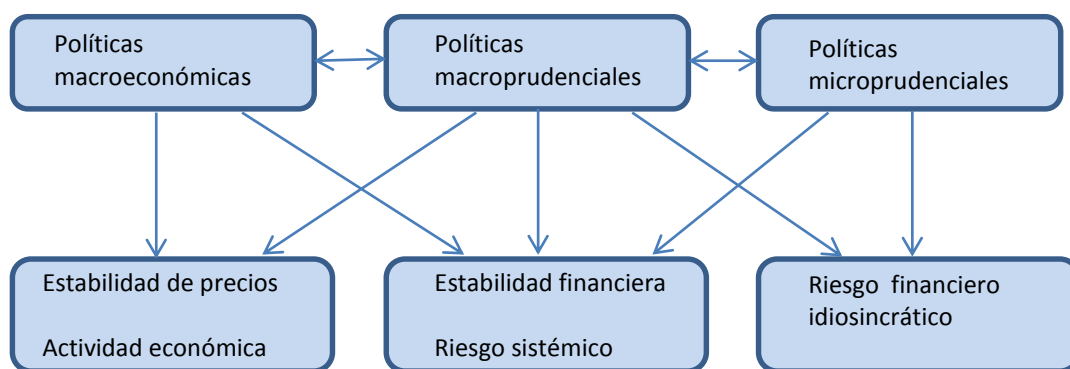 Políticas
macroeconómicas
Políticas
macroprudenciales
Políticas
microprudenciales
Estabilidad de precios
Actividad económica
Estabilidad financiera
Riesgo sistémico
Riesgo financiero
idiosincrático